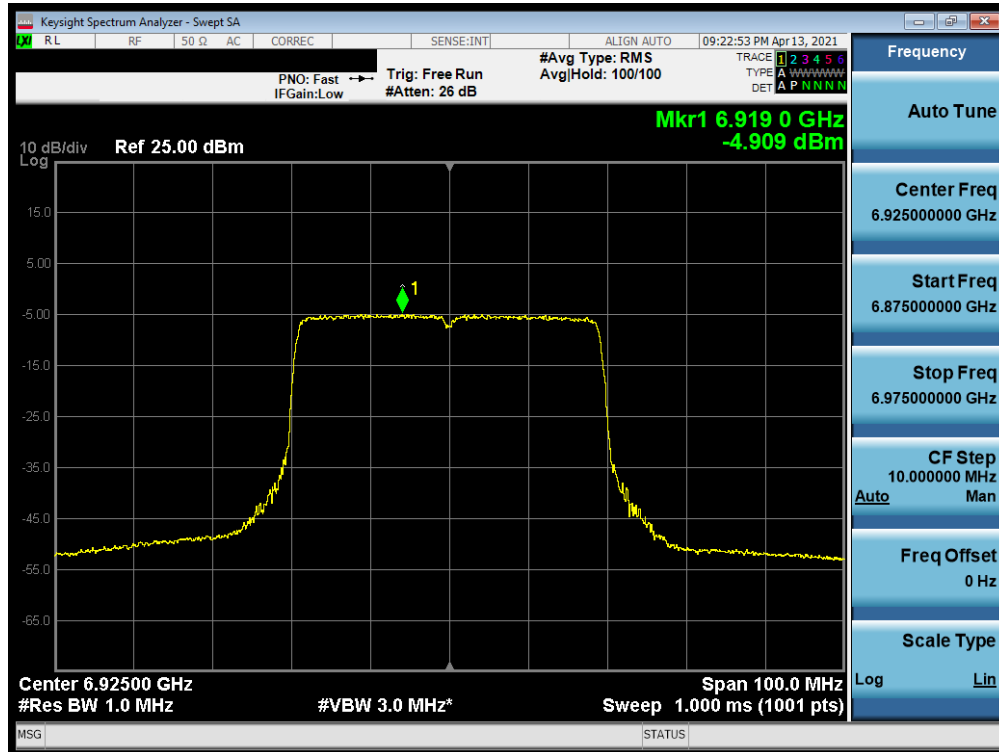 Keysight Spectrum Analyzer - Swept SA
LXI RL RF 50 Ω AC CORREC SENSE:INT ALIGN AUTO 09:22:53 PM Apr 13, 2021
PNO: Fast Trig: Free Run #Avg Type: RMS TRACE 1 2 3 4 5 6
IFGain:Low #Atten: 26 dB Avg|Hold: 100/100 TYPE A WWWWW
DET A P N N N N
Mkr1 6.919 0 GHz
-4.909 dBm
10 dB/div Ref 25.00 dBm
Log
15.0
5.00
1
-5.00
-15.0
-25.0
-35.0
-45.0
-55.0
-65.0
Center 6.92500 GHz Span 100.0 MHz
#Res BW 1.0 MHz #VBW 3.0 MHz* Sweep 1.000 ms (1001 pts)
MSG STATUS
Frequency
Auto Tune
Center Freq
6.925000000 GHz
Start Freq
6.875000000 GHz
Stop Freq
6.975000000 GHz
CF Step
10.000000 MHz
Auto Man
Freq Offset
0 Hz
Scale Type
Log Lin